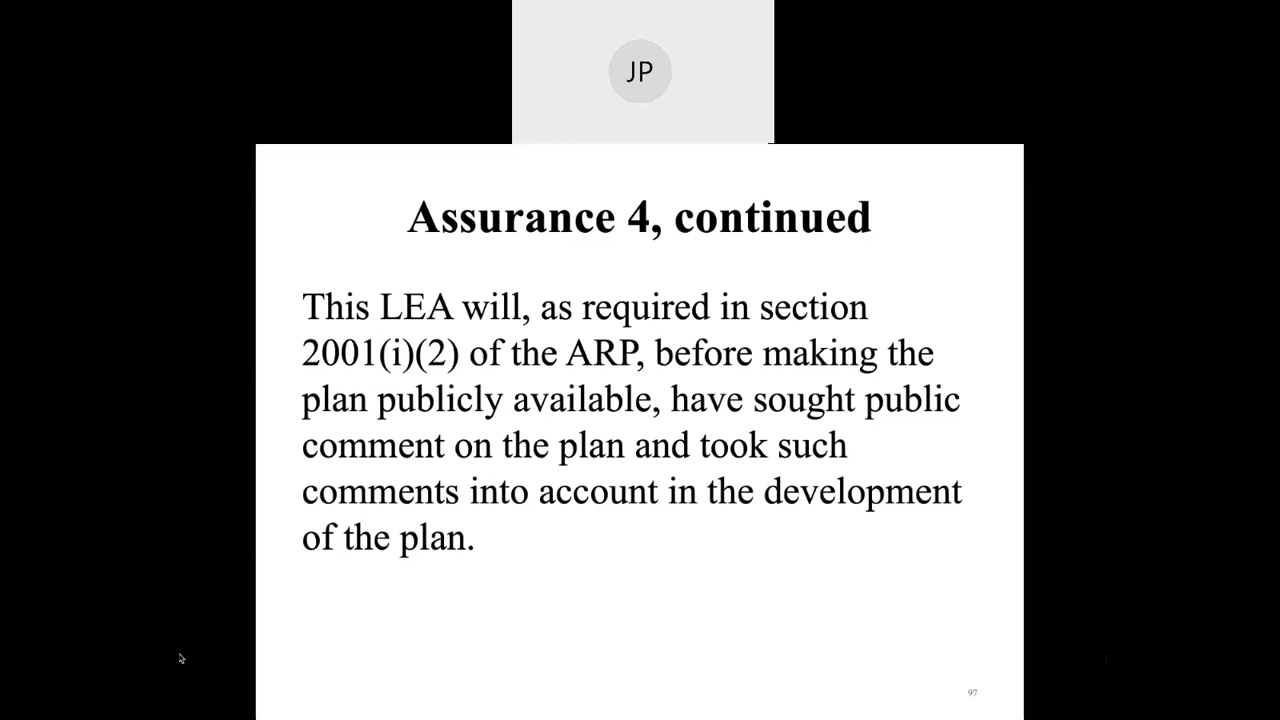 JP
Assurance 4, continued
This LEA will, as required in section
2001(i)(2) of the ARP, before making the
plan publicly available, have sought public
comment on the plan and took such
comments into account in the development
of the plan.
97